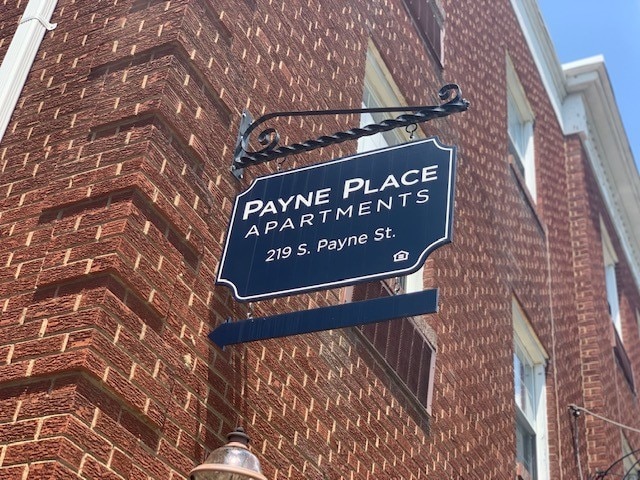 PAYNE PLACE
APARTMENTS
219 S. Payne St.